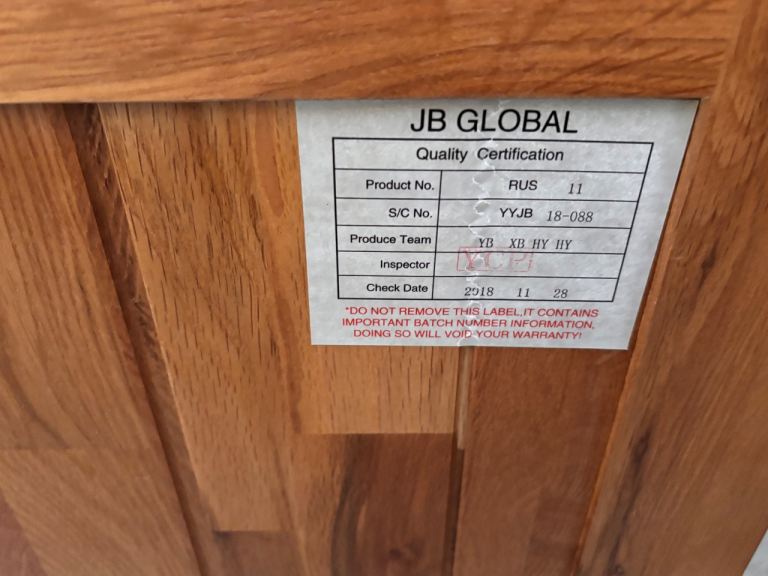 JB GLOBAL
Quality Certification
Product No. RUS 11
S/C No. YYJB 18-088
Produce Team YB XB HY HY
Inspector YCP
Check Date 2018 11 28
*DO NOT REMOVE THIS LABEL,IT CONTAINS
IMPORTANT BATCH NUMBER INFORMATION,
DOING SO WILL VOID YOUR WARRANTY!